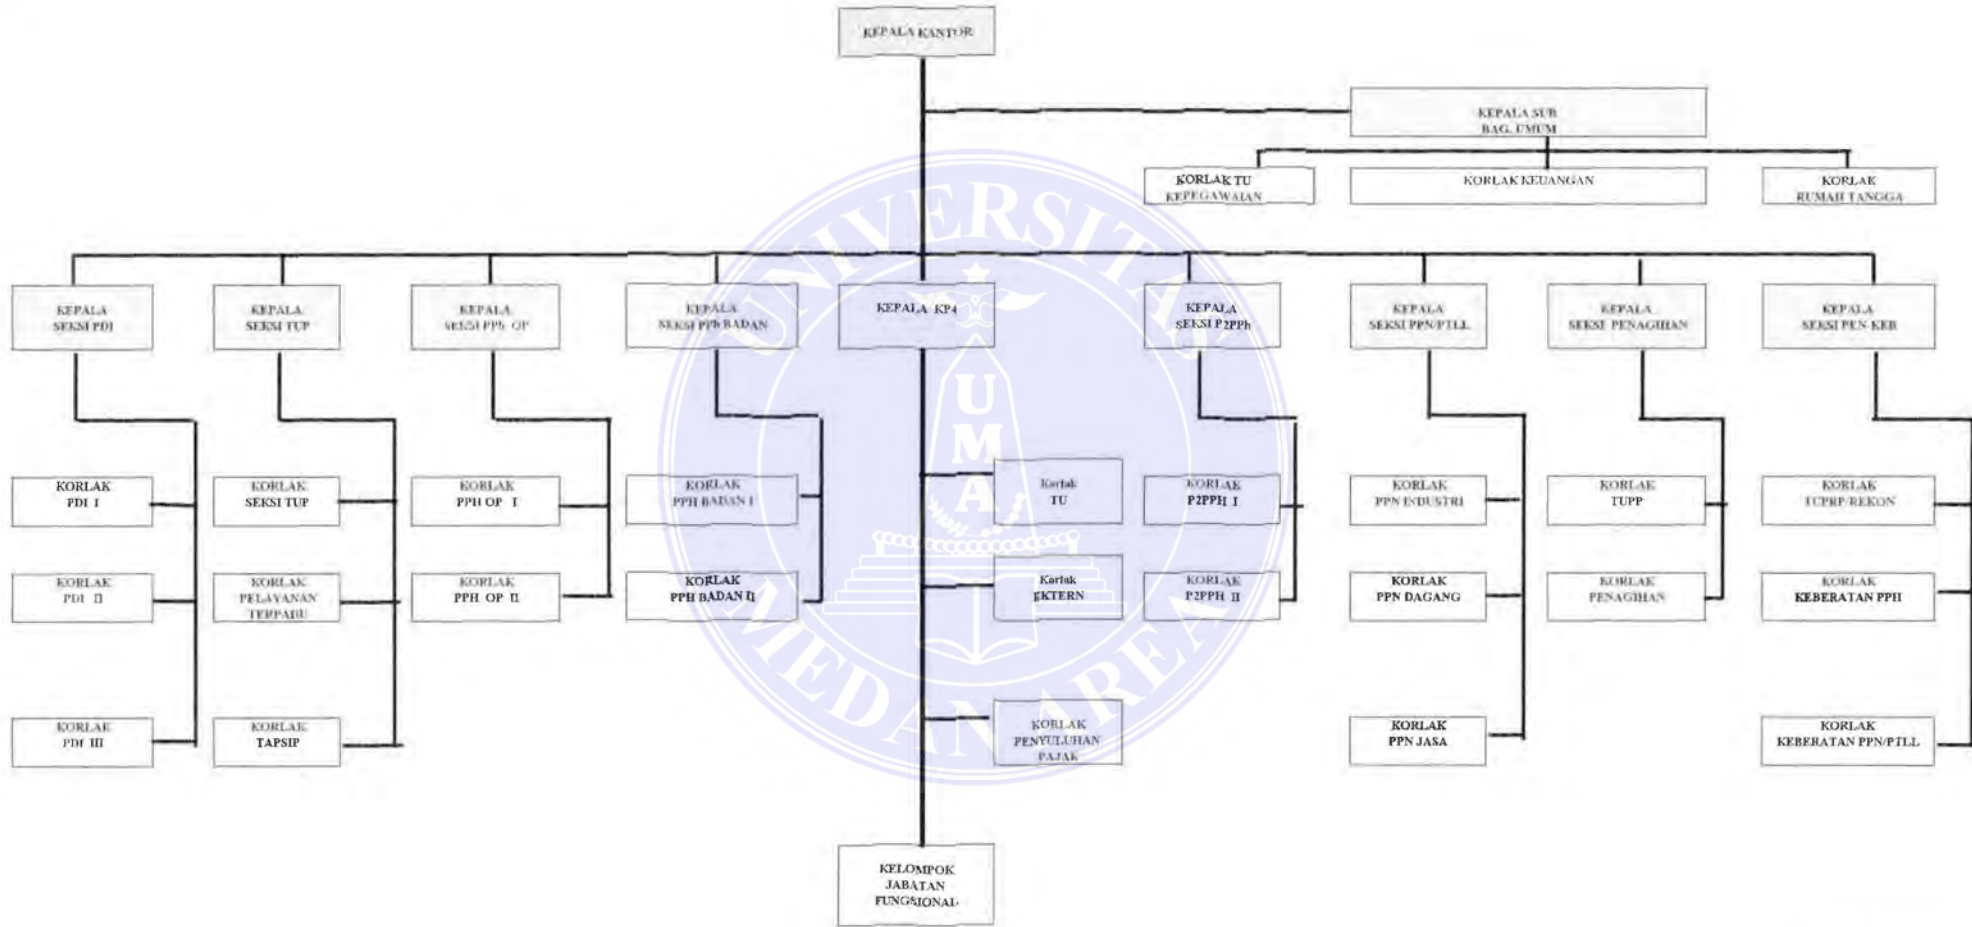 KEPALA KANTOR
KEPALA SUB
BAG. UMUM
KORLAK TU
KEPEGAWAIAN
KORLAK KEUANGAN
KORLAK
RUMAH TANGGA
KEPALA
SEKSI PDI
KEPALA
SEKSI TUP
KEPALA
SEKSI PPh OP
KEPALA
SEKSI PPh BADAN
KEPALA KP4
KEPALA
SEKSI P2PPh
KEPALA
SEKSI PPN/PTLL
KEPALA
SEKSI PENAGIHAN
KEPALA
SEKSI PEN-KEB
KORLAK
PDI I
KORLAK
SEKSI TUP
KORLAK
PPH OP I
KORLAK
PPH BADAN I
Korlak
TU
KORLAK
P2PPH I
KORLAK
PPN INDUSTRI
KORLAK
TUPP
KORLAK
TUPRP/REKON
KORLAK
PDI II
KORLAK
PELAYANAN
TERPADU
KORLAK
PPH OP II
KORLAK
PPH BADAN II
Korlak
EKTERN
KORLAK
P2PPH II
KORLAK
PPN DAGANG
KORLAK
PENAGIHAN
KORLAK
KEBERATAN PPH
KORLAK
PDI III
KORLAK
TAPSIP
KORLAK
PENYULUHAN
PAJAK
KORLAK
PPN JASA
KORLAK
KEBERATAN PPN/PTLL
KELOMPOK
JABATAN
FUNGSIONAL
UNIVERSITAS
MEDAN AREA
UMA